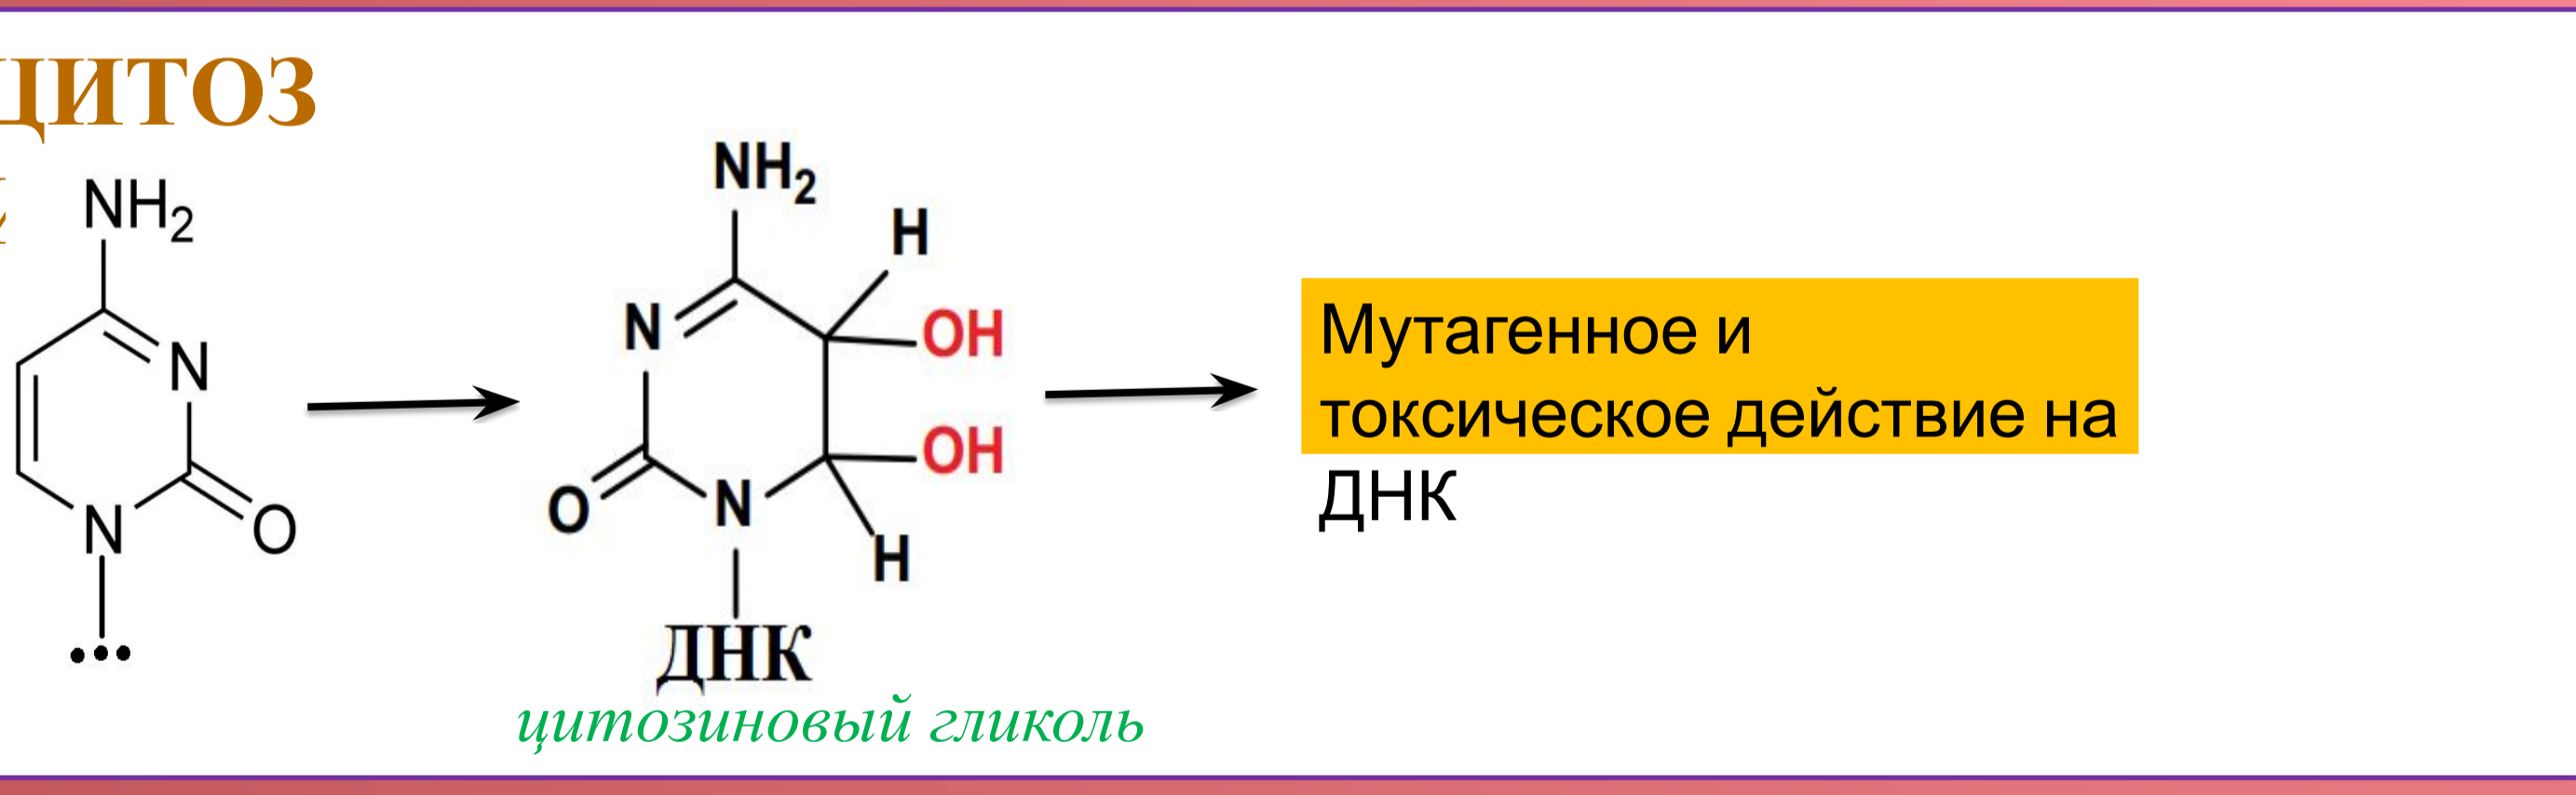 ЦИТОЗ
NH2
N
N
O
...
NH2
H
N
OH
OH
O
N
H
ДНК
цитозиновый гликоль
Мутагенное и
токсическое действие на
ДНК